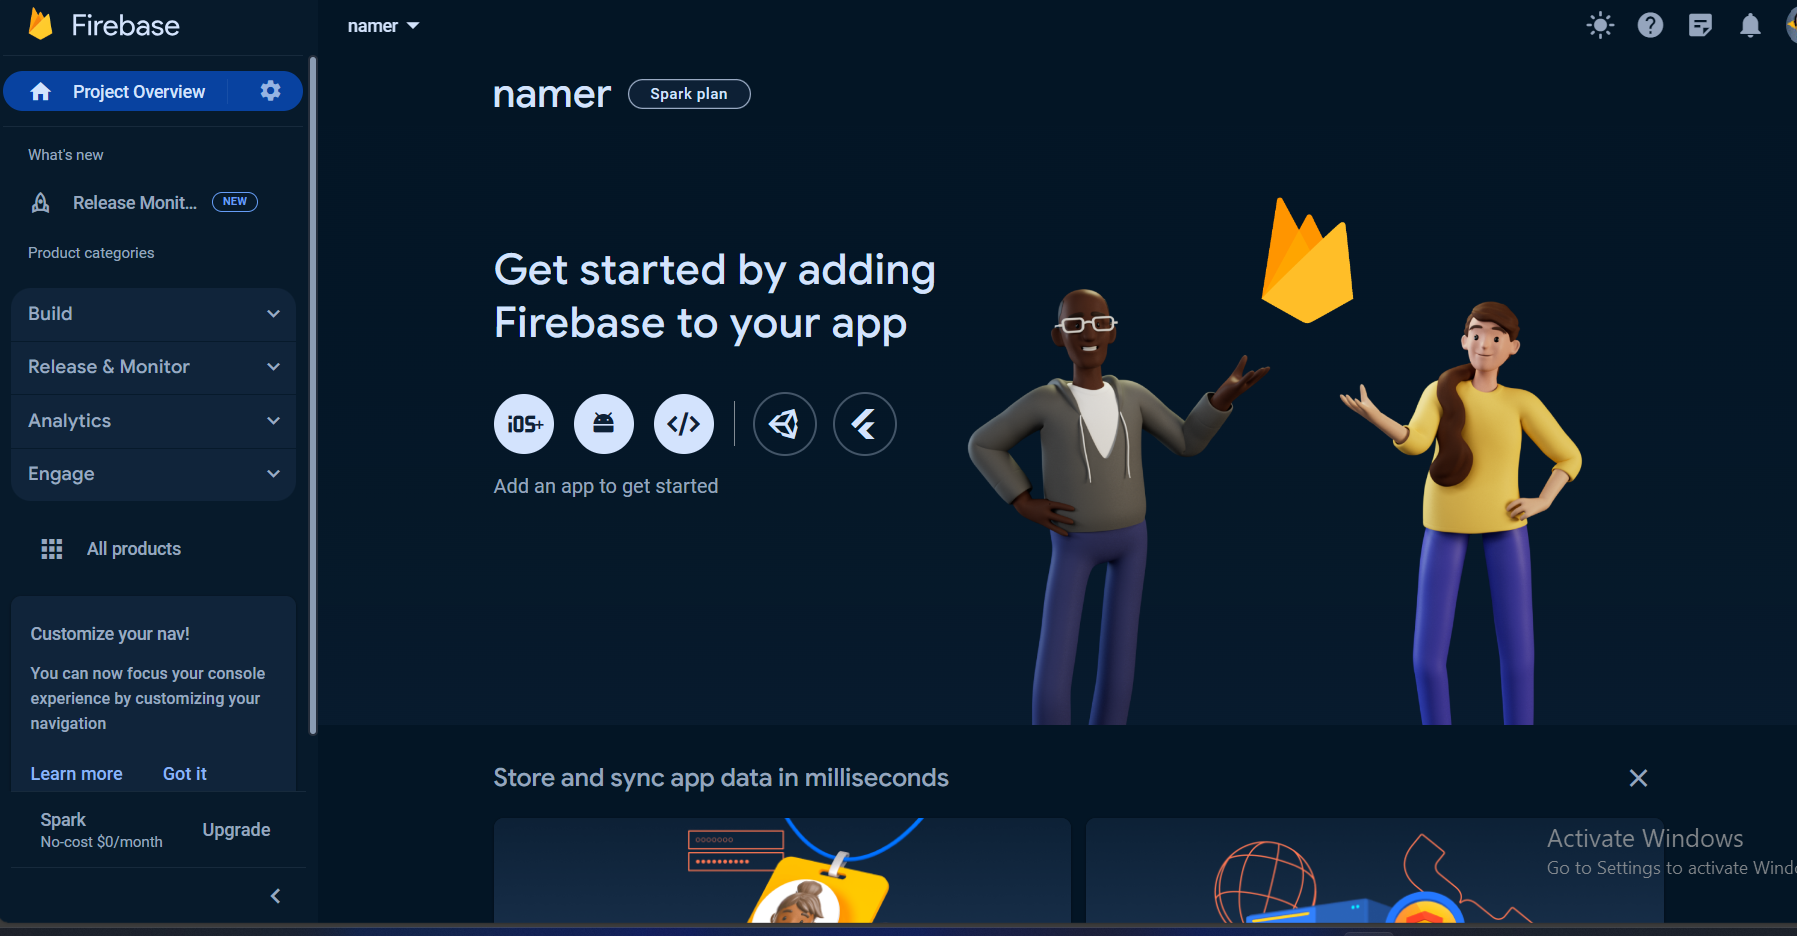 Firebase
namer
Project Overview
What's new
Release Monit... NEW
Product categories
Build
Release & Monitor
Analytics
Engage
All products
Customize your nav!
You can now focus your console
experience by customizing your
navigation
Learn more Got it
Spark
No-cost $0/month
Upgrade
namer Spark plan
Get started by adding
Firebase to your app
iOS+
Add an app to get started
Store and sync app data in milliseconds
Activate Windows
Go to Settings to activate Wind